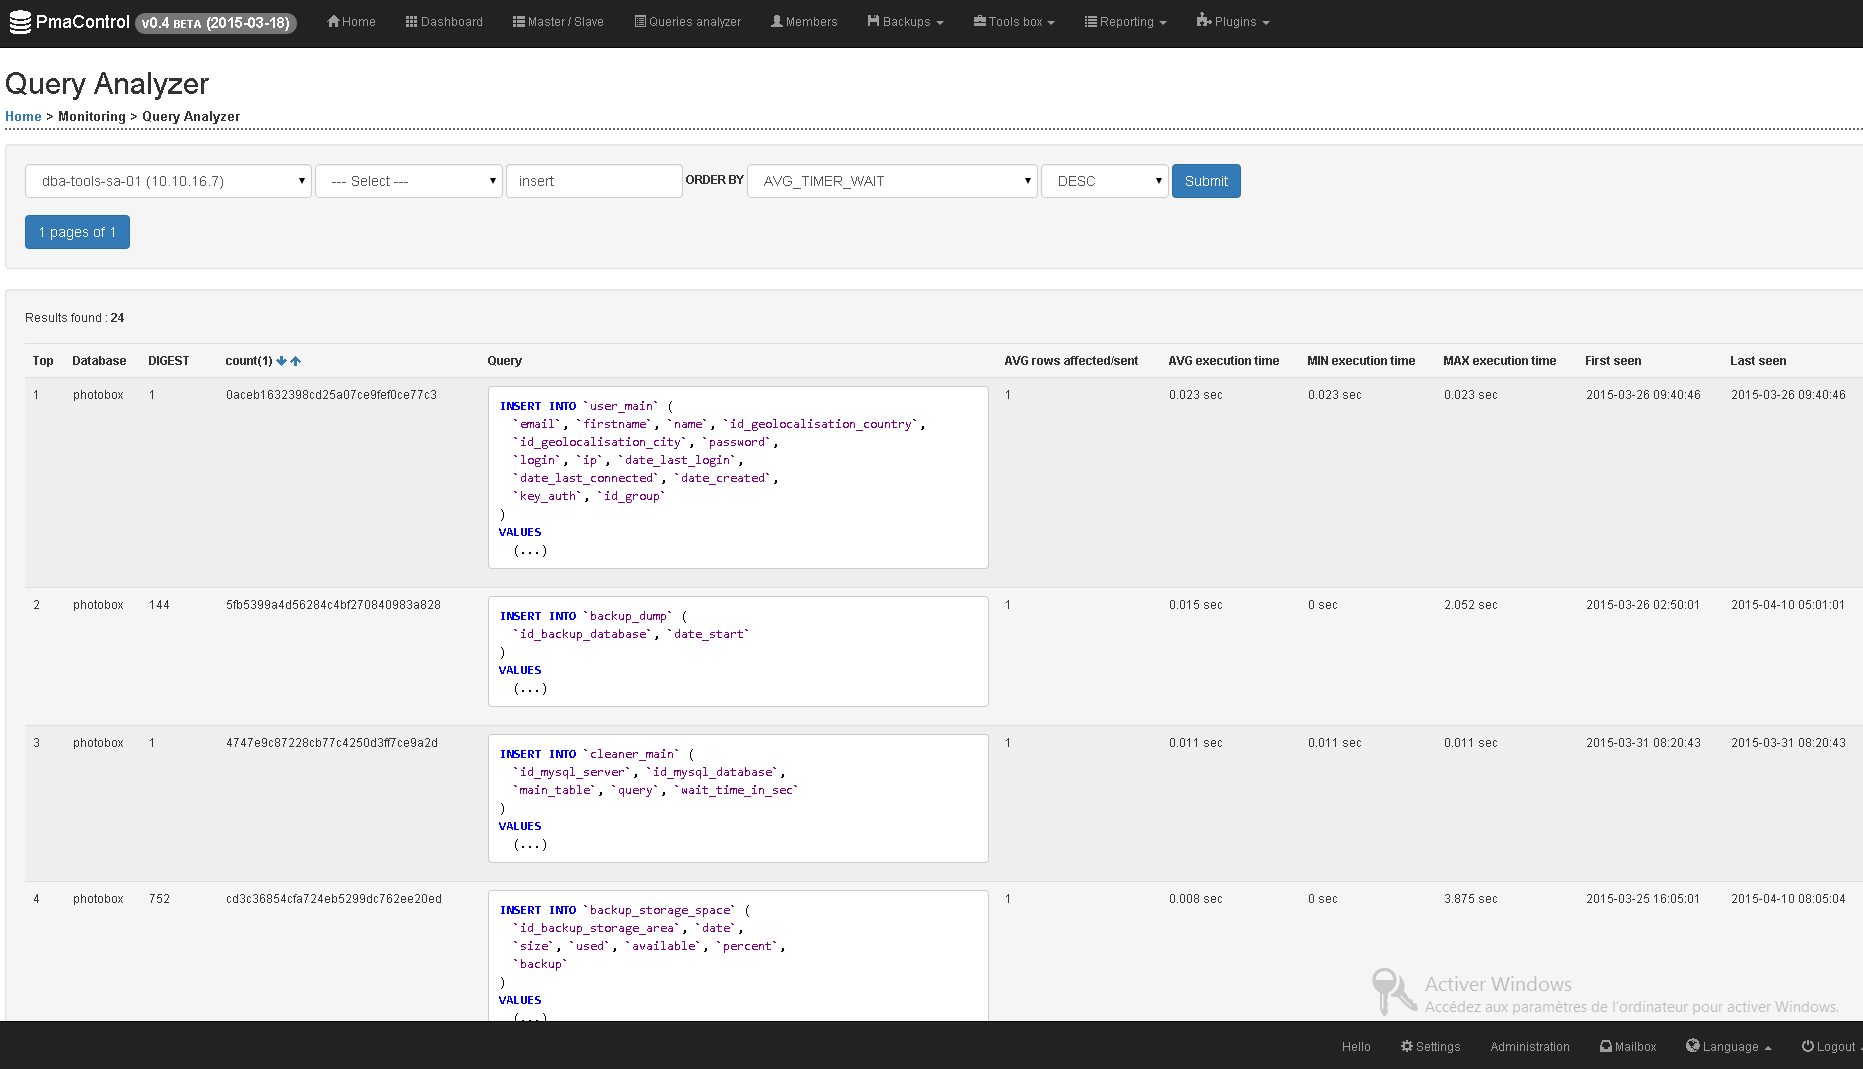 PmaControl v0.4 BETA (2015-03-18) Home Dashboard Master / Slave Queries analyzer Members Backups Tools box Reporting Plugins
Query Analyzer
Home > Monitoring > Query Analyzer
dba-tools-sa-01 (10.10.16.7) --- Select --- insert ORDER BY AVG_TIMER_WAIT DESC Submit
1 pages of 1
Results found : 24
Top Database DIGEST count(1) Query AVG rows affected/sent AVG execution time MIN execution time MAX execution time First seen Last seen
1 photobox 1 0aceb1632398cd25a07ce9fef0ce77c3 1 0.023 sec 0.023 sec 0.023 sec 2015-03-26 09:40:46 2015-03-26 09:40:46
INSERT INTO `user_main` (
`email`, `firstname`, `name`, `id_geolocalisation_country`,
`id_geolocalisation_city`, `password`,
`login`, `ip`, `date_last_login`,
`date_last_connected`, `date_created`,
`key_auth`, `id_group`
)
VALUES
(...)
2 photobox 144 5fb5399a4d56284c4bf270840983a828 1 0.015 sec 0 sec 2.052 sec 2015-03-26 02:50:01 2015-04-10 05:01:01
INSERT INTO `backup_dump` (
`id_backup_database`, `date_start`
)
VALUES
(...)
3 photobox 1 4747e9c87228cb77c4250d3ff7ce9a2d 1 0.011 sec 0.011 sec 0.011 sec 2015-03-31 08:20:43 2015-03-31 08:20:43
INSERT INTO `cleaner_main` (
`id_mysql_server`, `id_mysql_database`,
`main_table`, `query`, `wait_time_in_sec`
)
VALUES
(...)
4 photobox 752 cd3c36854cfa724eb5299dc762ee20ed 1 0.008 sec 0 sec 3.875 sec 2015-03-25 16:05:01 2015-04-10 08:05:04
INSERT INTO `backup_storage_space` (
`id_backup_storage_area`, `date`,
`size`, `used`, `available`, `percent`,
`backup`
)
VALUES
(...)
Activer Windows
Accédez aux paramètres de l'ordinateur pour activer Windows.
Hello Settings Administration Mailbox Language Logout